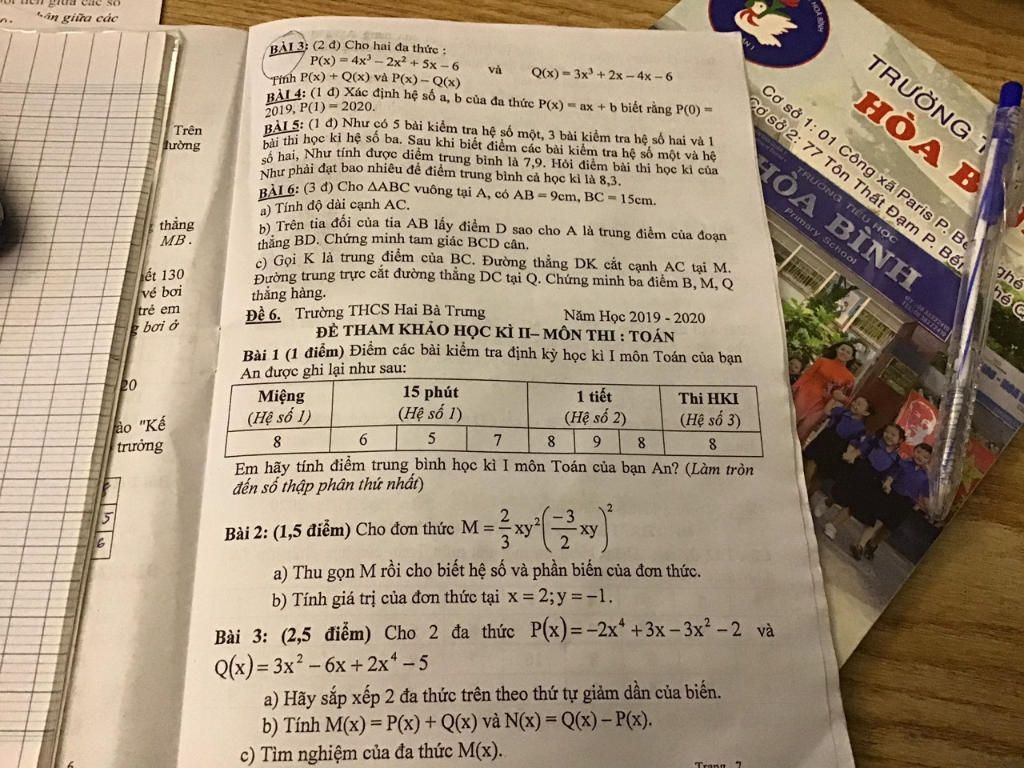 ân giữa các
Trên
lường
thẳng
MB.
ết 130
vé bơi
trẻ em
bơi ở
20
ào "Kế
trưởng
5
6
BÀI 3: (2 đ) Cho hai đa thức :
P(x) = 4x³ – 2x² + 5x – 6 và Q(x) = 3x³ + 2x – 4x – 6
Tính P(x) + Q(x) và P(x) – Q(x)
BÀI 4: (1 đ) Xác định hệ số a, b của đa thức P(x) = ax + b biết rằng P(0) =
2019, P(1) = 2020.
BÀI 5: (1 đ) Như có 5 bài kiểm tra hệ số một, 3 bài kiểm tra hệ số hai và 1
bài thi học kì hệ số ba. Sau khi biết điểm các bài kiểm tra hệ số một và hệ
số hai, Như tính được điểm trung bình là 7,9. Hỏi điểm bài thi học kì của
Như phải đạt bao nhiêu để điểm trung bình cả học kì là 8,3.
BÀI 6: (3 đ) Cho ΔABC vuông tại A, có AB = 9cm, BC = 15cm.
a) Tính độ dài cạnh AC.
b) Trên tia đối của tia AB lấy điểm D sao cho A là trung điểm của đoạn
thẳng BD. Chứng minh tam giác BCD cân.
c) Gọi K là trung điểm của BC. Đường thẳng DK cắt cạnh AC tại M.
Đường trung trực cắt đường thẳng DC tại Q. Chứng minh ba điểm B, M, Q
thẳng hàng.
Đề 6. Trường THCS Hai Bà Trưng Năm Học 2019 - 2020
ĐỀ THAM KHẢO HỌC KÌ II– MÔN THI : TOÁN
Bài 1 (1 điểm) Điểm các bài kiểm tra định kỳ học kì I môn Toán của bạn
An được ghi lại như sau:
Miệng 15 phút 1 tiết Thi HKI
(Hệ số 1) (Hệ số 1) (Hệ số 2) (Hệ số 3)
8 6 5 7 8 9 8 8
Em hãy tính điểm trung bình học kì I môn Toán của bạn An? (Làm tròn
đến số thập phân thứ nhất)
Bài 2: (1,5 điểm) Cho đơn thức M = 2/3 xy² (–3/2 xy)²
a) Thu gọn M rồi cho biết hệ số và phần biến của đơn thức.
b) Tính giá trị của đơn thức tại x = 2; y = –1.
Bài 3: (2,5 điểm) Cho 2 đa thức P(x) = –2x⁴ + 3x – 3x² – 2 và
Q(x) = 3x² – 6x + 2x⁴ – 5
a) Hãy sắp xếp 2 đa thức trên theo thứ tự giảm dần của biến.
b) Tính M(x) = P(x) + Q(x) và N(x) = Q(x) – P(x).
c) Tìm nghiệm của đa thức M(x).
Trang 7
TRƯỜNG
HÒA B
Cơ sở 1: 01 Công xã Paris P. Bế
Cơ sở 2: 77 Tôn Thất Đạm P. Bến
TRƯỜNG TIỂU HỌC
HÒA BÌNH
Primary School